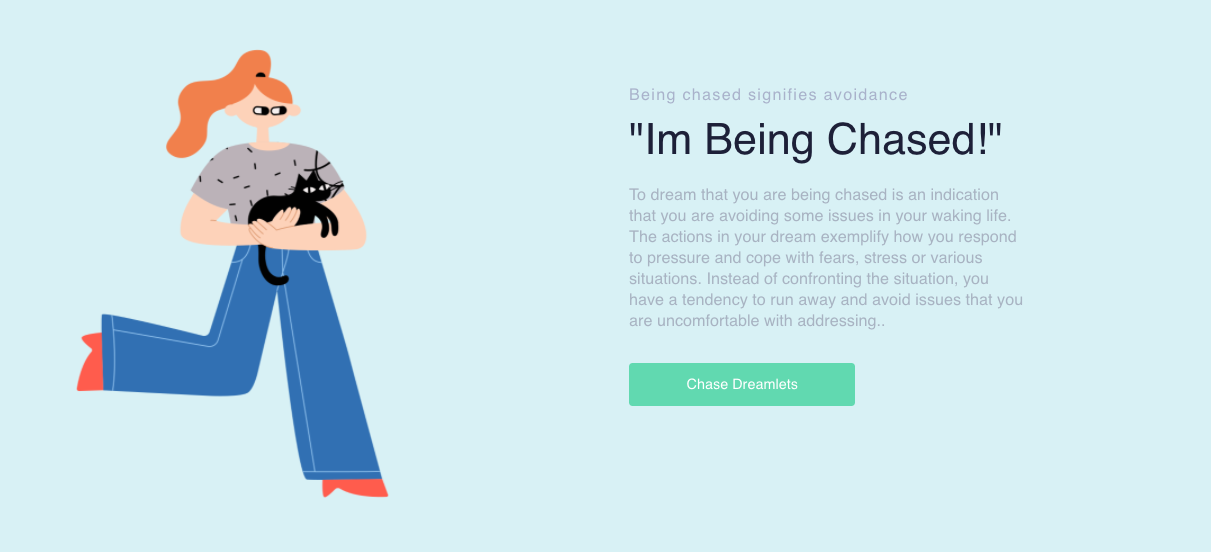 Being chased signifies avoidance
"Im Being Chased!"
To dream that you are being chased is an indication
that you are avoiding some issues in your waking life.
The actions in your dream exemplify how you respond
to pressure and cope with fears, stress or various
situations. Instead of confronting the situation, you
have a tendency to run away and avoid issues that you
are uncomfortable with addressing..
Chase Dreamlets